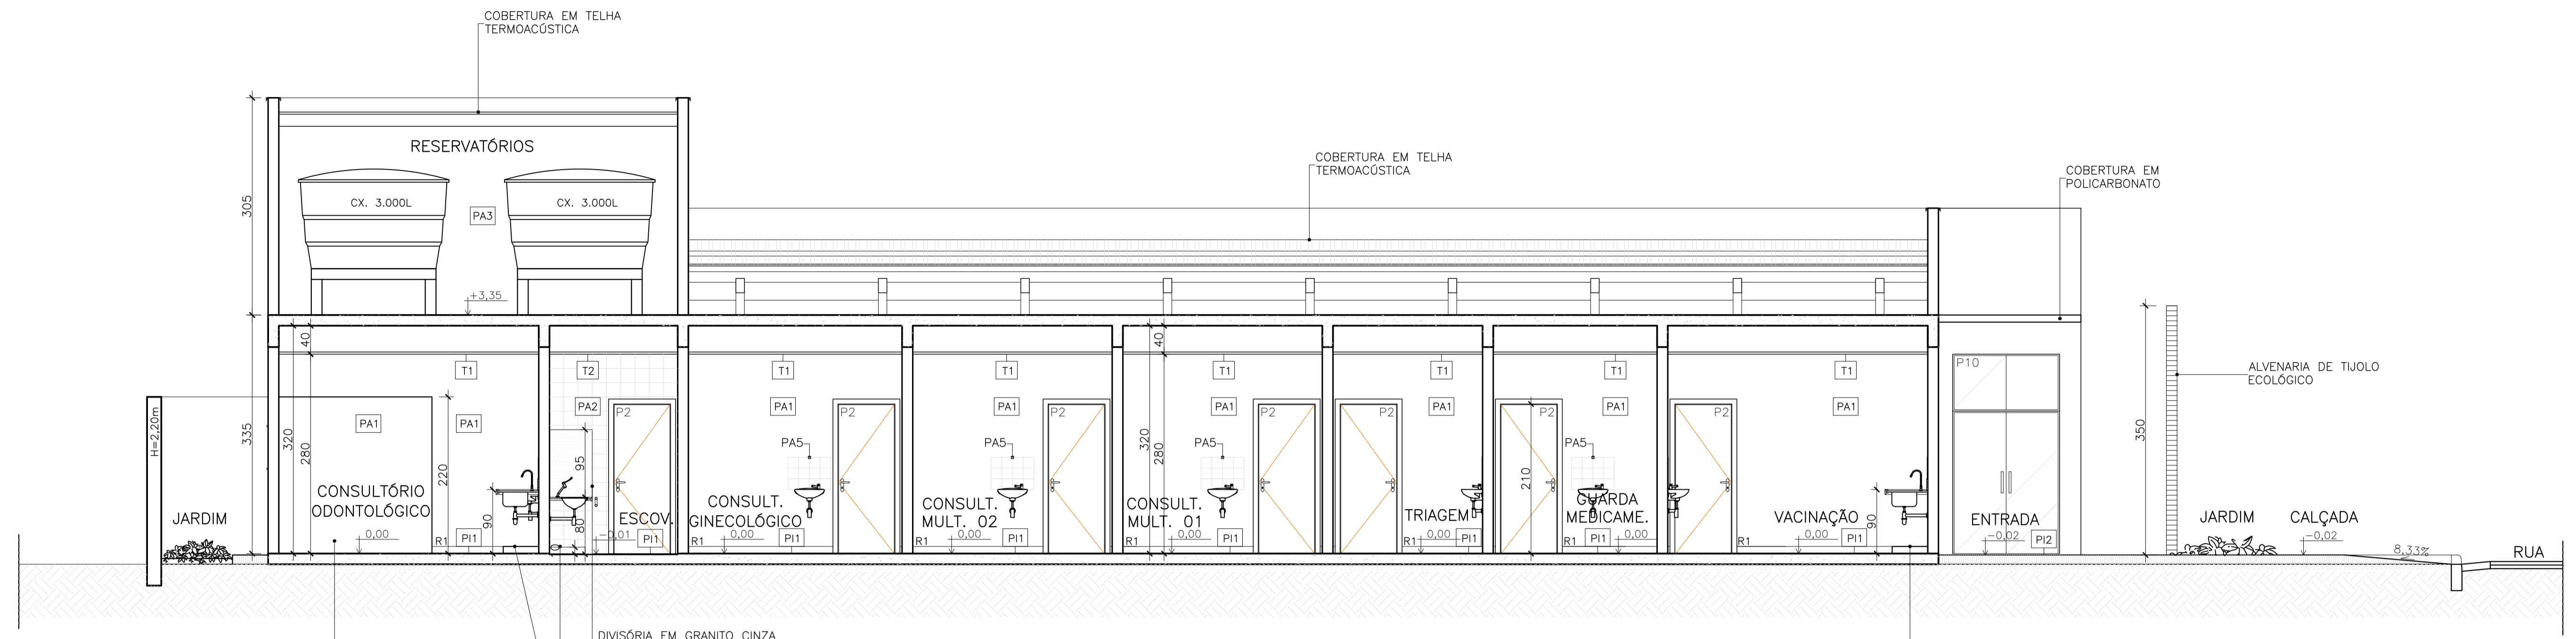 COBERTURA EM TELHA
TERMOACÚSTICA
RESERVATÓRIOS
CX. 3.000L
CX. 3.000L
PA3
305
+3,35
COBERTURA EM TELHA
TERMOACÚSTICA
COBERTURA EM
POLICARBONATO
ALVENARIA DE TIJOLO
ECOLÓGICO
H=2,20m
JARDIM
335
320
280
40
T1
PA1
PA1
220
90
CONSULTÓRIO
ODONTOLÓGICO
0,00
R1
PI1
T2
PA2
P2
95
80
ESCOV.
-0,01
PI1
T1
PA1
P2
PA5
CONSULT.
GINECOLÓGICO
R1
0,00
PI1
T1
PA1
P2
PA5
CONSULT.
MULT. 02
R1
0,00
PI1
40
320
280
T1
PA1
P2
PA5
CONSULT.
MULT. 01
R1
0,00
PI1
T1
P2
PA1
TRIAGEM
R1
0,00
PI1
T1
P2
PA1
210
PA5
GUARDA
MEDICAME.
R1
0,00
PI1
T1
P2
PA1
VACINAÇÃO
90
R1
0,00
PI1
P10
ENTRADA
-0,02
PI2
350
JARDIM
CALÇADA
-0,02
8,33%
RUA
DIVISÓRIA EM GRANITO CINZA